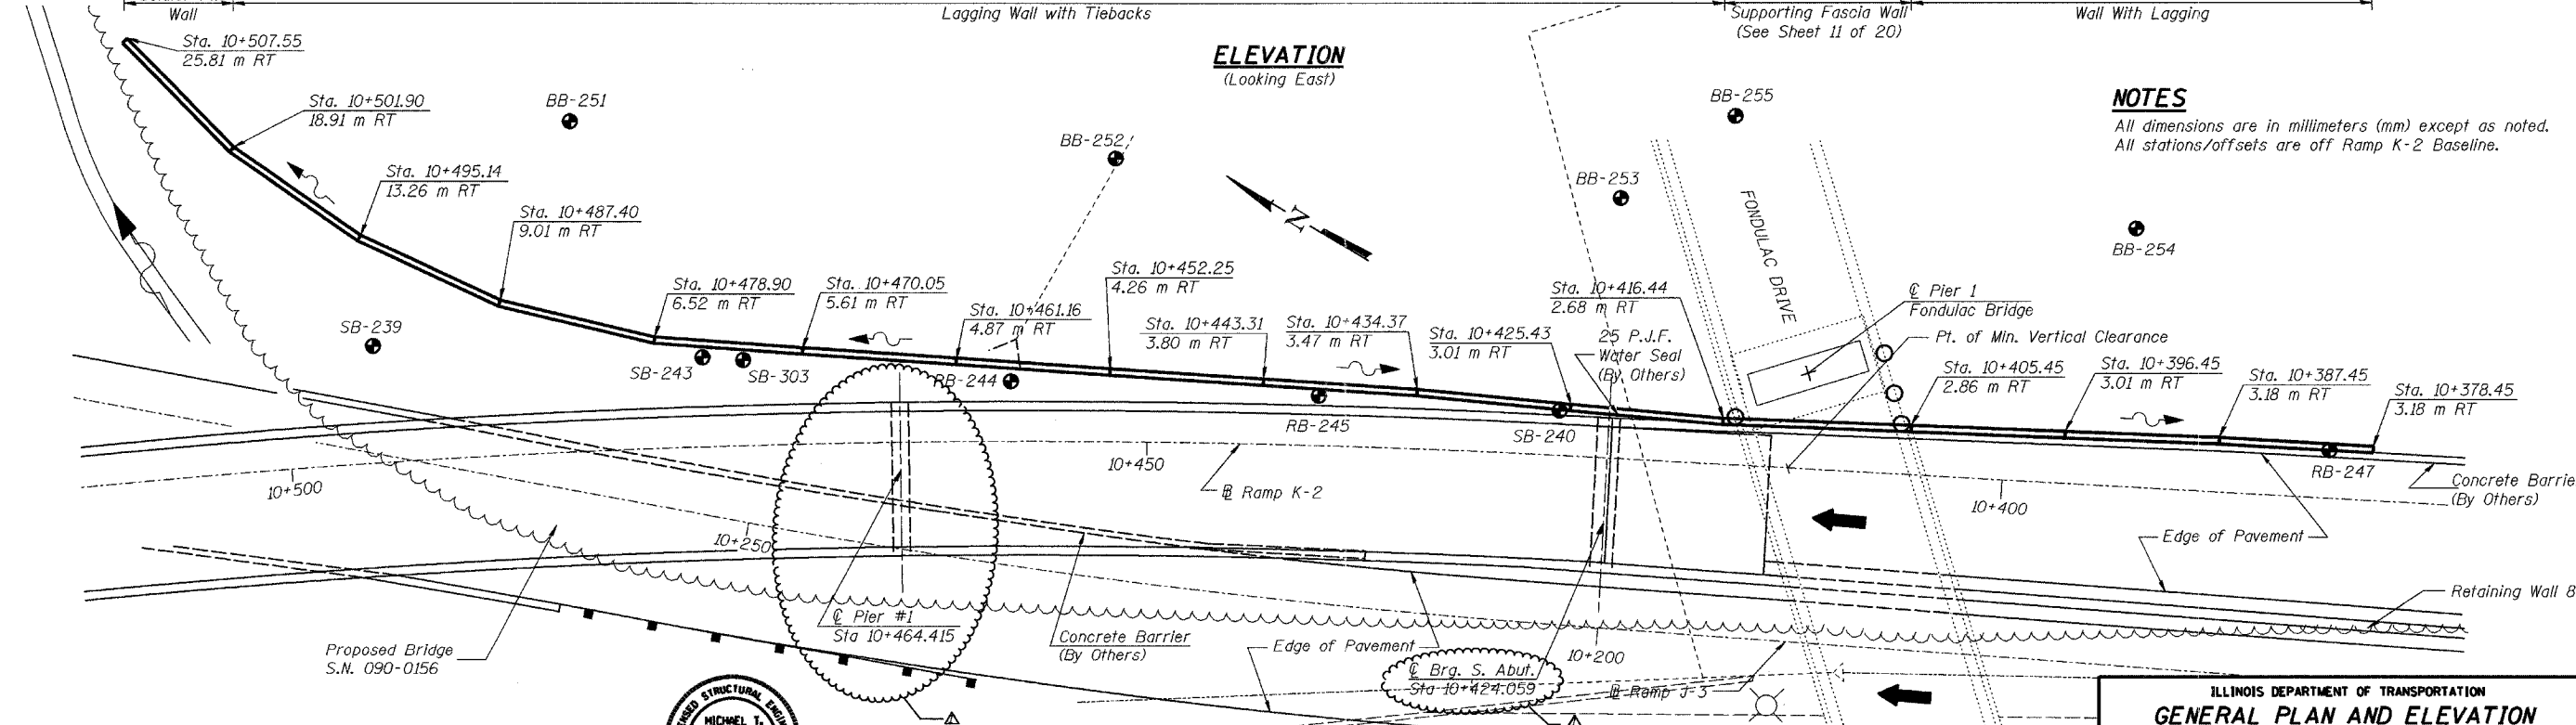 Wall
Lagging Wall with Tiebacks
Supporting Fascia Wall
(See Sheet 11 of 20)
Wall With Lagging
ELEVATION
(Looking East)
NOTES
All dimensions are in millimeters (mm) except as noted.
All stations/offsets are off Ramp K-2 Baseline.
Sta. 10+507.55
25.81 m RT
Sta. 10+501.90
18.91 m RT
Sta. 10+495.14
13.26 m RT
Sta. 10+487.40
9.01 m RT
Sta. 10+478.90
6.52 m RT
Sta. 10+470.05
5.61 m RT
Sta. 10+461.16
4.87 m RT
Sta. 10+452.25
4.26 m RT
Sta. 10+443.31
3.80 m RT
Sta. 10+434.37
3.47 m RT
Sta. 10+425.43
3.01 m RT
Sta. 10+416.44
2.68 m RT
25 P.J.F.
Water Seal
(By Others)
Sta. 10+405.45
2.86 m RT
Sta. 10+396.45
3.01 m RT
Sta. 10+387.45
3.18 m RT
Sta. 10+378.45
3.18 m RT
BB-251
BB-252
BB-253
BB-255
BB-254
N
FONDULAC DRIVE
℄ Pier 1
Fondulac Bridge
Pt. of Min. Vertical Clearance
SB-239
SB-243
SB-303
RB-244
RB-245
SB-240
RB-247
10+500
10+450
10+400
10+250
10+200
℄ Ramp K-2
Concrete Barrie
(By Others)
Edge of Pavement
Retaining Wall 8
Proposed Bridge
S.N. 090-0156
℄ Pier #1
Sta 10+464.415
Concrete Barrier
(By Others)
Edge of Pavement
℄ Brg. S. Abut.
Sta 10+424.059
℄ Ramp J-3
STRUCTURAL
MICHAEL T.
ILLINOIS DEPARTMENT OF TRANSPORTATION
GENERAL PLAN AND ELEVATION